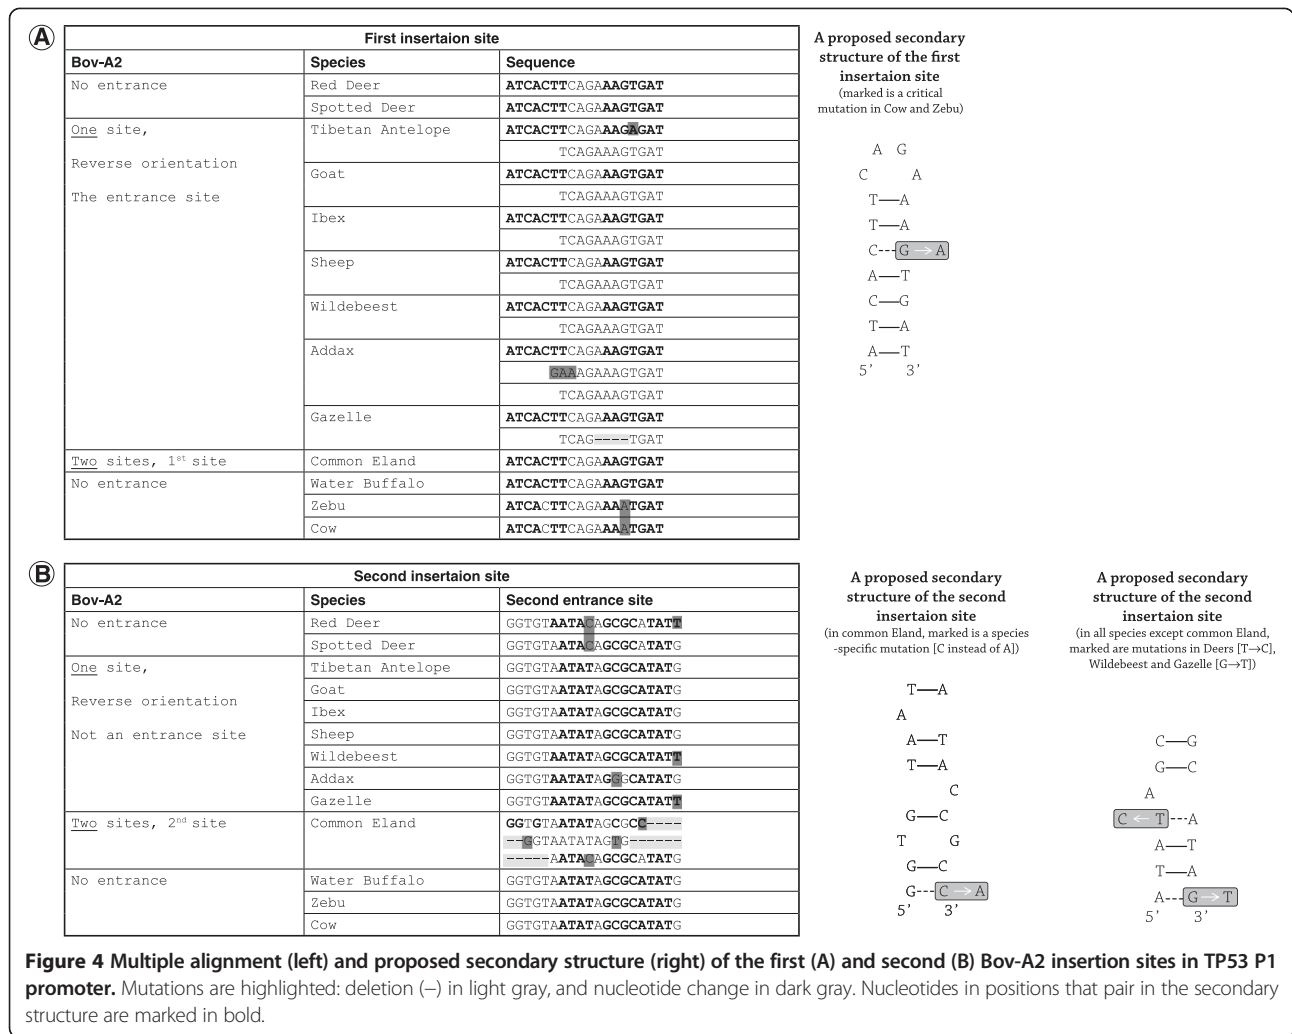 A
First insertaion site
Bov-A2 Species Sequence
No entrance Red Deer ATCACTTCAGAAAGTGAT
Spotted Deer ATCACTTCAGAAAGTGAT
One site, Tibetan Antelope ATCACTTCAGAAAGAGAT
Reverse orientation TCAGAAAGTGAT
Goat ATCACTTCAGAAAGTGAT
The entrance site TCAGAAAGTGAT
Ibex ATCACTTCAGAAAGTGAT
TCAGAAAGTGAT
Sheep ATCACTTCAGAAAGTGAT
TCAGAAAGTGAT
Wildebeest ATCACTTCAGAAAGTGAT
TCAGAAAGTGAT
Addax ATCACTTCAGAAAGTGAT
GAAAGAAAGTGAT
TCAGAAAGTGAT
Gazelle ATCACTTCAGAAAGTGAT
TCAG----TGAT
Two sites, 1st site Common Eland ATCACTTCAGAAAGTGAT
No entrance Water Buffalo ATCACTTCAGAAAGTGAT
Zebu ATCACTTCAGAAAATGAT
Cow ATCACTTCAGAAAATGAT
A proposed secondary
structure of the first
insertaion site
(marked is a critical
mutation in Cow and Zebu)
A G
C A
T—A
T—A
C---G→A
A—T
C—G
T—A
A—T
5’ 3’
B
Second insertaion site
Bov-A2 Species Second entrance site
No entrance Red Deer GGTGTAATACAGCGCATATT
Spotted Deer GGTGTAATACAGCGCATATG
One site, Tibetan Antelope GGTGTAATATAGCGCATATG
Goat GGTGTAATATAGCGCATATG
Reverse orientation Ibex GGTGTAATATAGCGCATATG
Not an entrance site Sheep GGTGTAATATAGCGCATATG
Wildebeest GGTGTAATATAGCGCATATT
Addax GGTGTAATATAGGGCATATG
Gazelle GGTGTAATATAGCGCATATT
Two sites, 2nd site Common Eland GGTGTAATATAGCGCC----
--GGTAATATAGTG------
-----AATACAGCGCATATG
No entrance Water Buffalo GGTGTAATATAGCGCATATG
Zebu GGTGTAATATAGCGCATATG
Cow GGTGTAATATAGCGCATATG
A proposed secondary
structure of the second
insertaion site
(in common Eland, marked is a species
-specific mutation [C instead of A])
T—A
A
A—T
T—A
C
G—C
T G
G—C
G---C→A
5’ 3’
A proposed secondary
structure of the second
insertaion site
(in all species except common Eland,
marked are mutations in Deers [T→C],
Wildebeest and Gazelle [G→T])
C—G
G—C
A
C←T---A
A—T
T—A
A---G→T
5’ 3’
Figure 4 Multiple alignment (left) and proposed secondary structure (right) of the first (A) and second (B) Bov-A2 insertion sites in TP53 P1
promoter. Mutations are highlighted: deletion (−) in light gray, and nucleotide change in dark gray. Nucleotides in positions that pair in the secondary
structure are marked in bold.